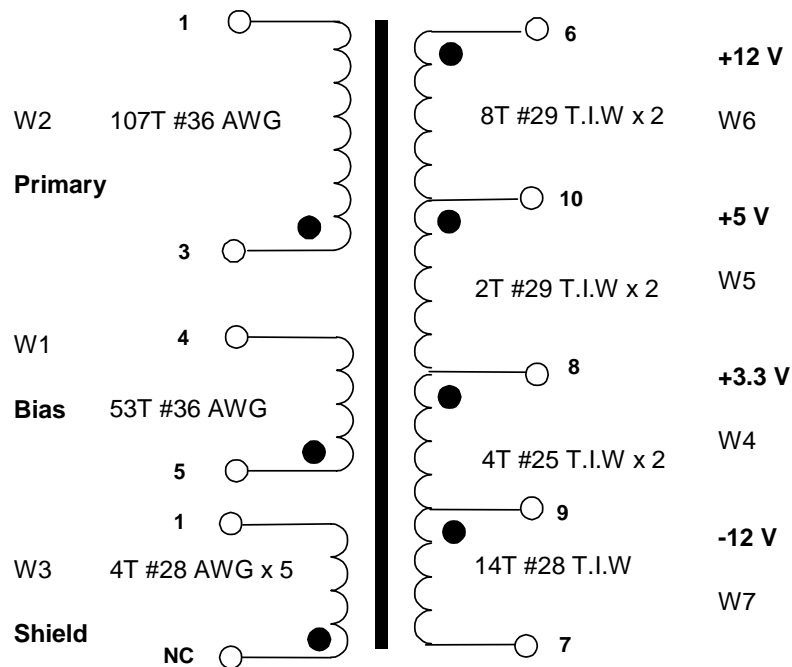 1
W2 107T #36 AWG
Primary
3
W1
4
Bias 53T #36 AWG
5
1
W3 4T #28 AWG x 5
Shield
NC
6
+12 V
8T #29 T.I.W x 2 W6
10
+5 V
2T #29 T.I.W x 2 W5
8
+3.3 V
4T #25 T.I.W x 2 W4
9
-12 V
14T #28 T.I.W
W7
7